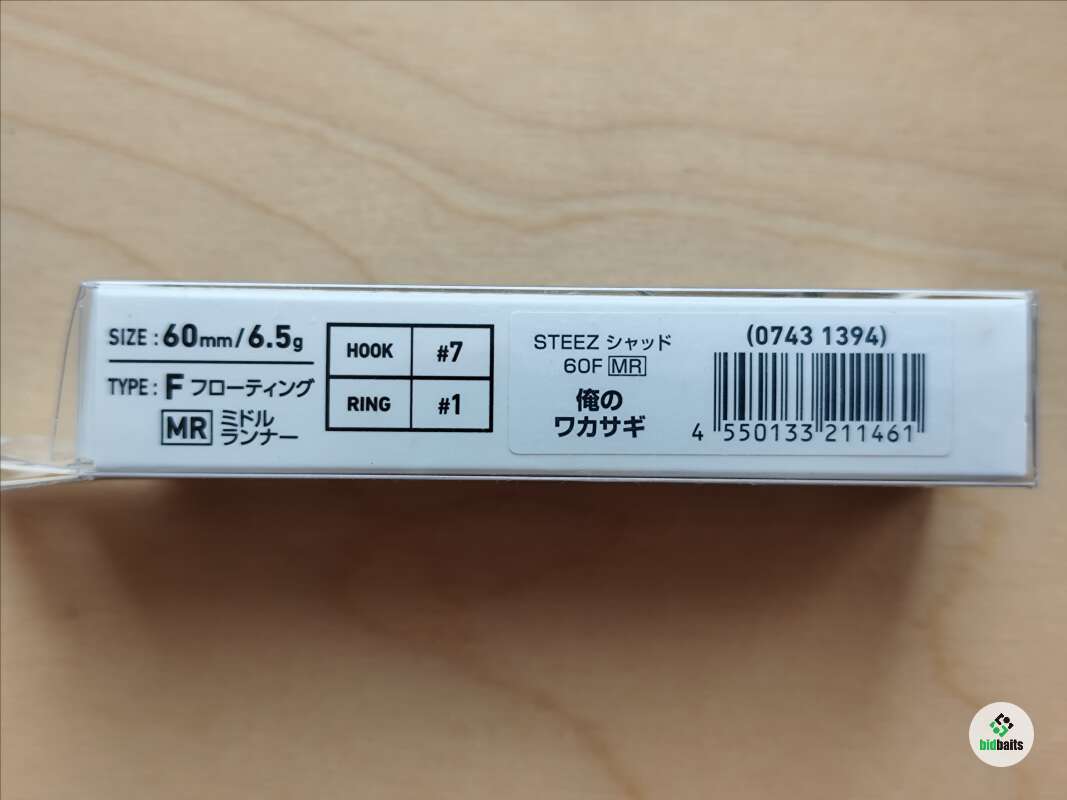 SIZE : 60mm/6.5g
TYPE : F フローティング
MR ミドル
ランナー
HOOK #7
RING #1
STEEZ シャッド
60F MR
俺の
ワカサギ
(0743 1394)
4 550133 211461
bidbaits